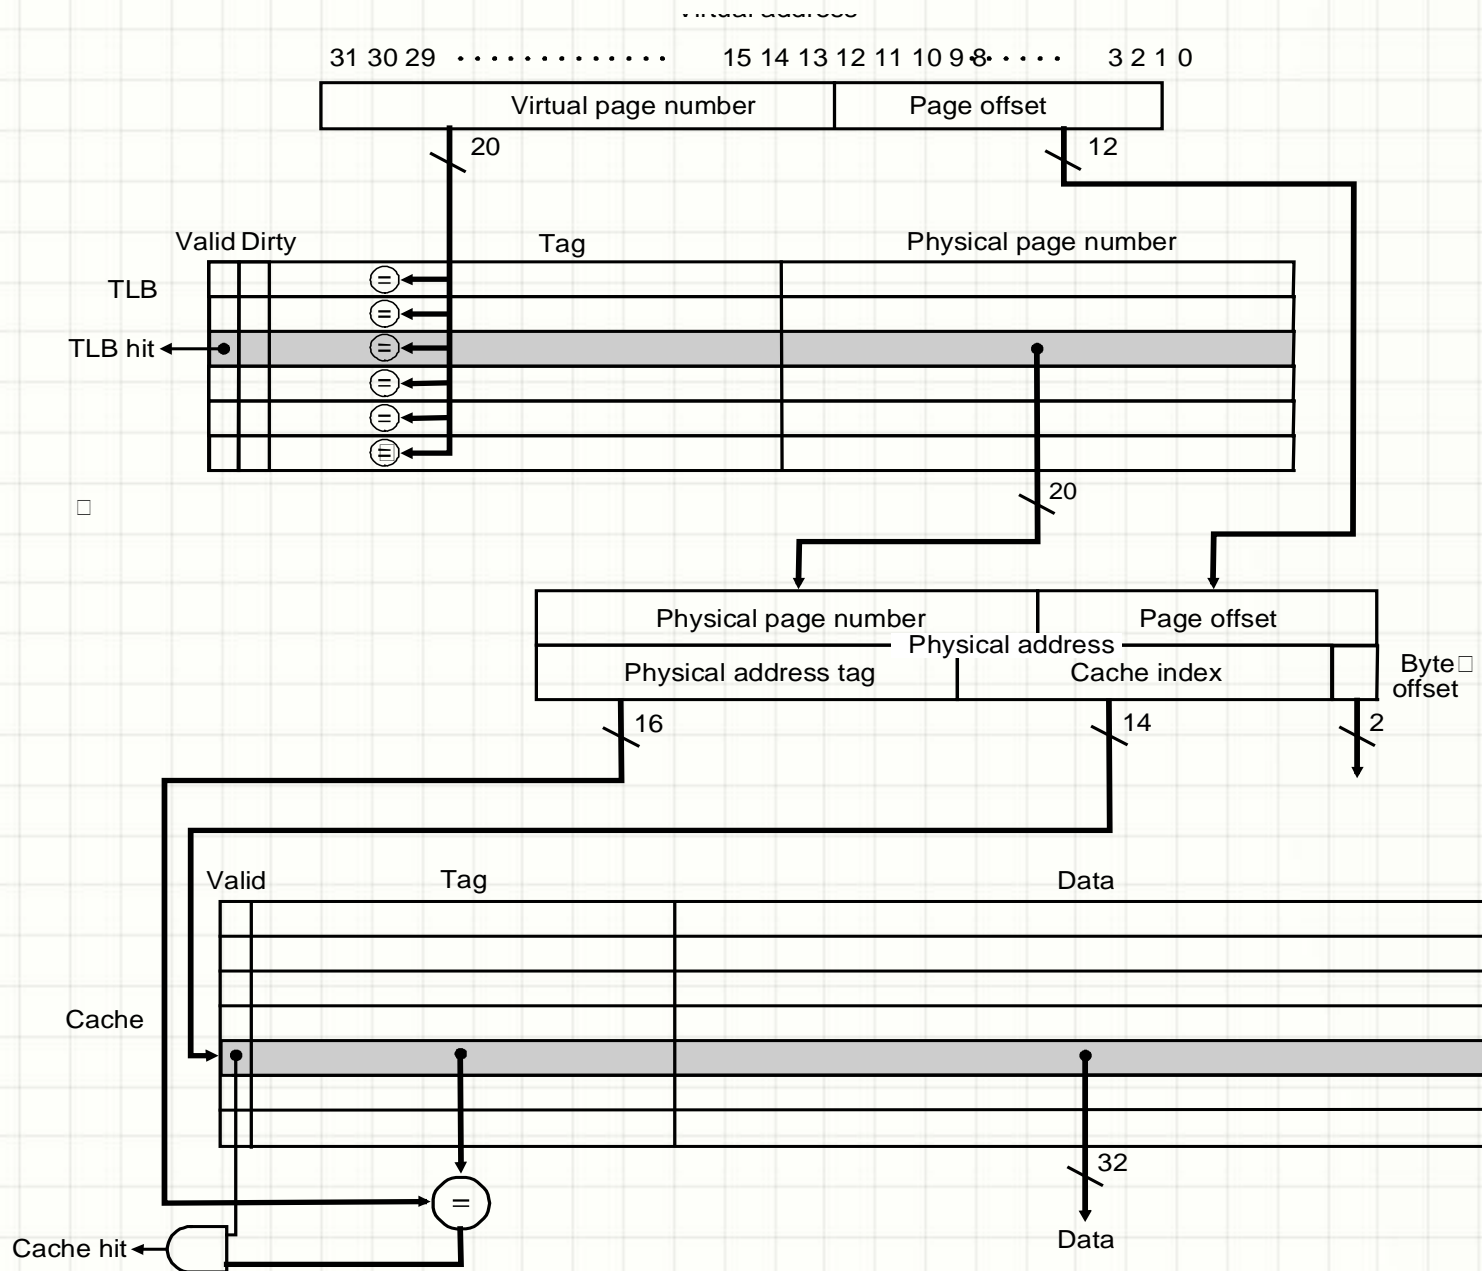 Virtual address
31 30 29 ............. 15 14 13 12 11 10 9 8 ..... 3 2 1 0
Virtual page number Page offset
20 12
Valid Dirty Tag Physical page number
TLB
=
=
TLB hit =
=
=
=
20
Physical page number Page offset
Physical address
Physical address tag Cache index Byte
offset
16 14 2
Valid Tag Data
Cache
32
=
Data
Cache hit